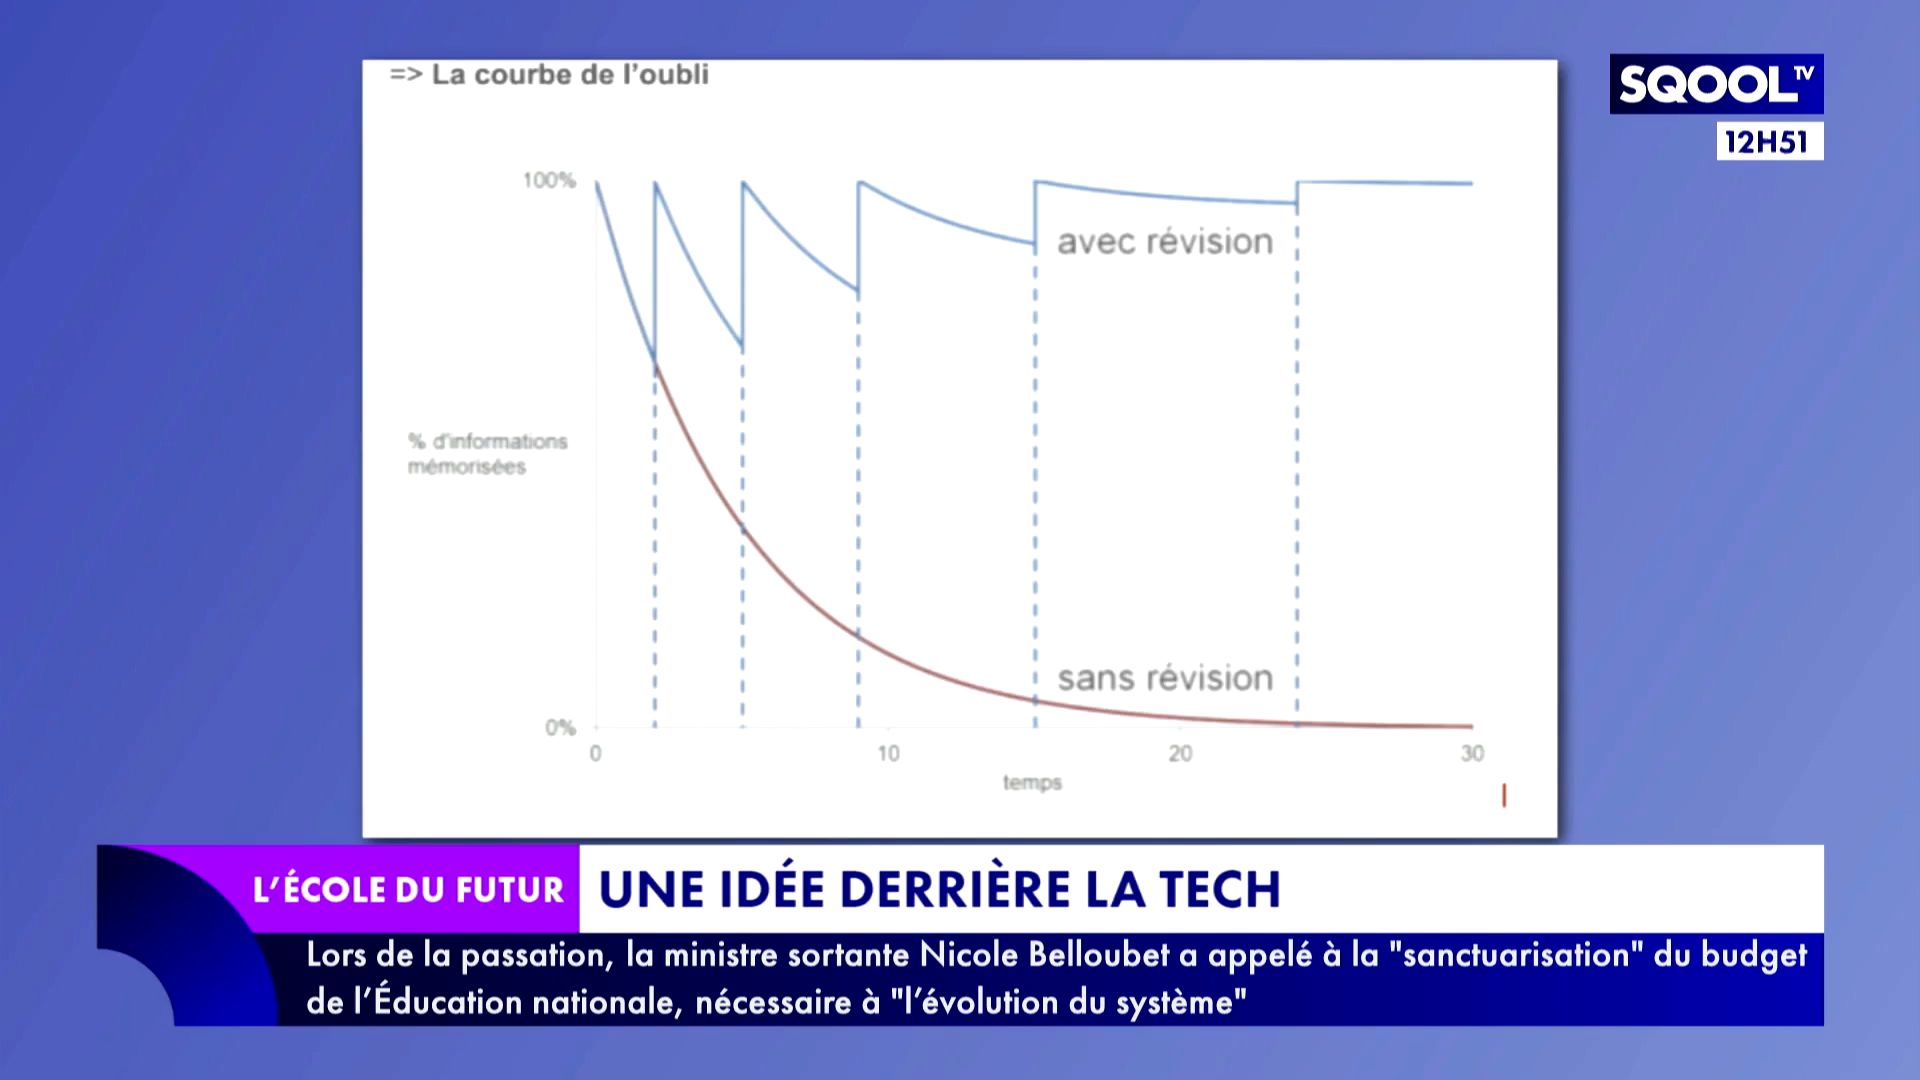 => La courbe de l'oubli
SQOOL TV
12H51
100%
avec révision
% d'informations
mémorisées
sans révision
0%
0 10 20 30
temps
L'ÉCOLE DU FUTUR
UNE IDÉE DERRIÈRE LA TECH
Lors de la passation, la ministre sortante Nicole Belloubet a appelé à la "sanctuarisation" du budget
de l'Éducation nationale, nécessaire à "l'évolution du système"